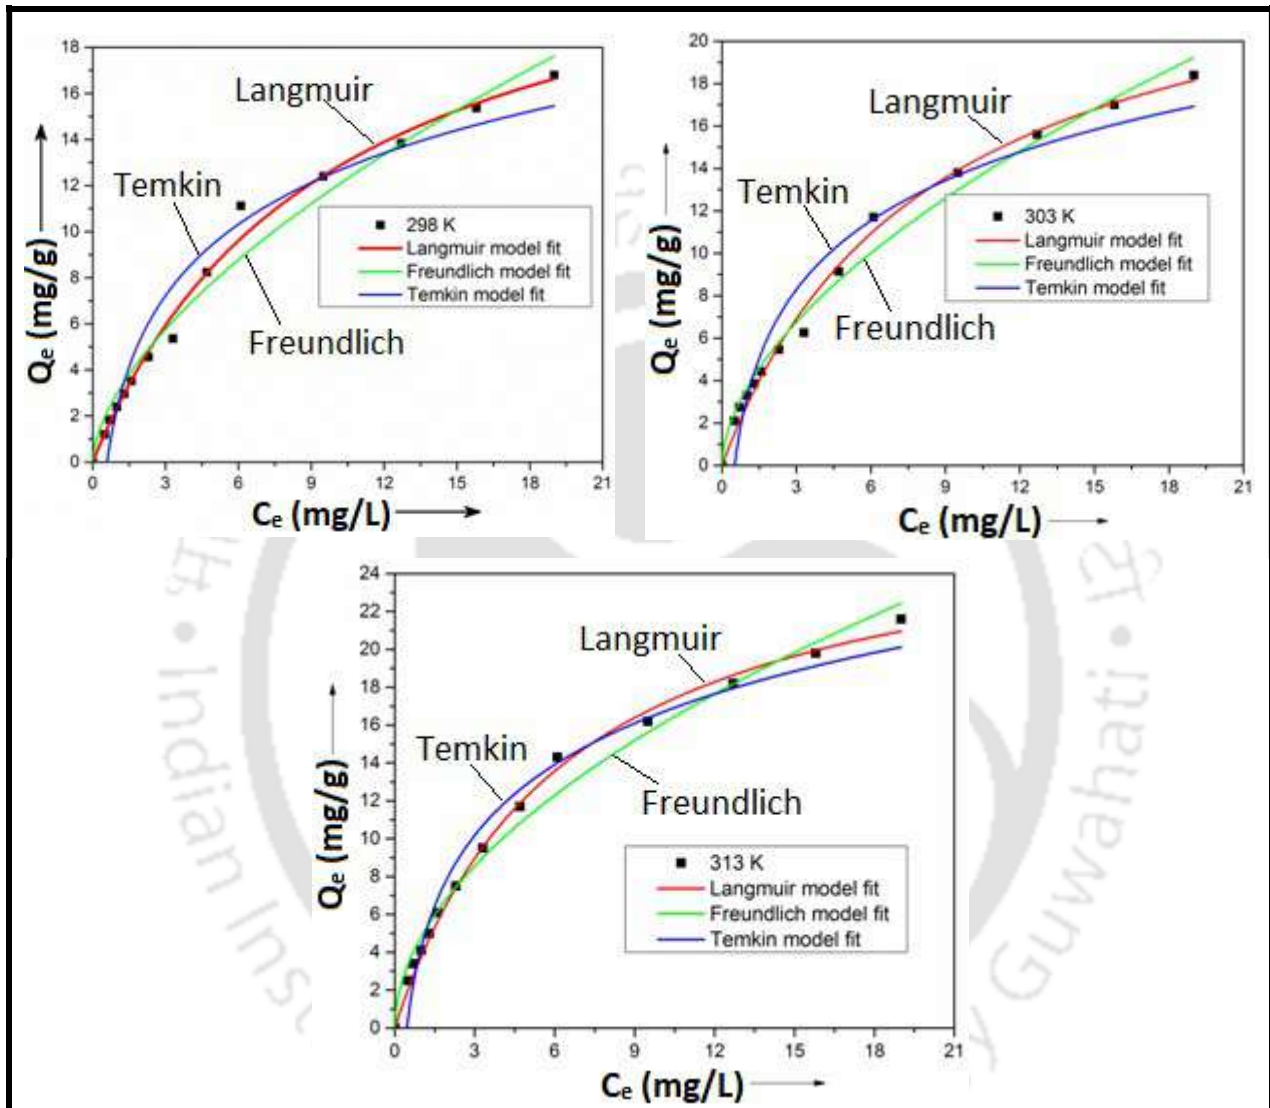 18
16
14
12
10
8
6
4
2
0
Qₑ (mg/g)
Langmuir
Temkin
Freundlich
298 K
Langmuir model fit
Freundlich model fit
Temkin model fit
0 3 6 9 12 15 18 21
Cₑ (mg/L)
20
18
16
14
12
10
8
6
4
2
0
Qₑ (mg/g)
Langmuir
Temkin
Freundlich
303 K
Langmuir model fit
Freundlich model fit
Temkin model fit
0 3 6 9 12 15 18 21
Cₑ (mg/L)
24
22
20
18
16
14
12
10
8
6
4
2
0
Qₑ (mg/g)
Langmuir
Temkin
Freundlich
313 K
Langmuir model fit
Freundlich model fit
Temkin model fit
0 3 6 9 12 15 18 21
Cₑ (mg/L)
Indian
Guwahati